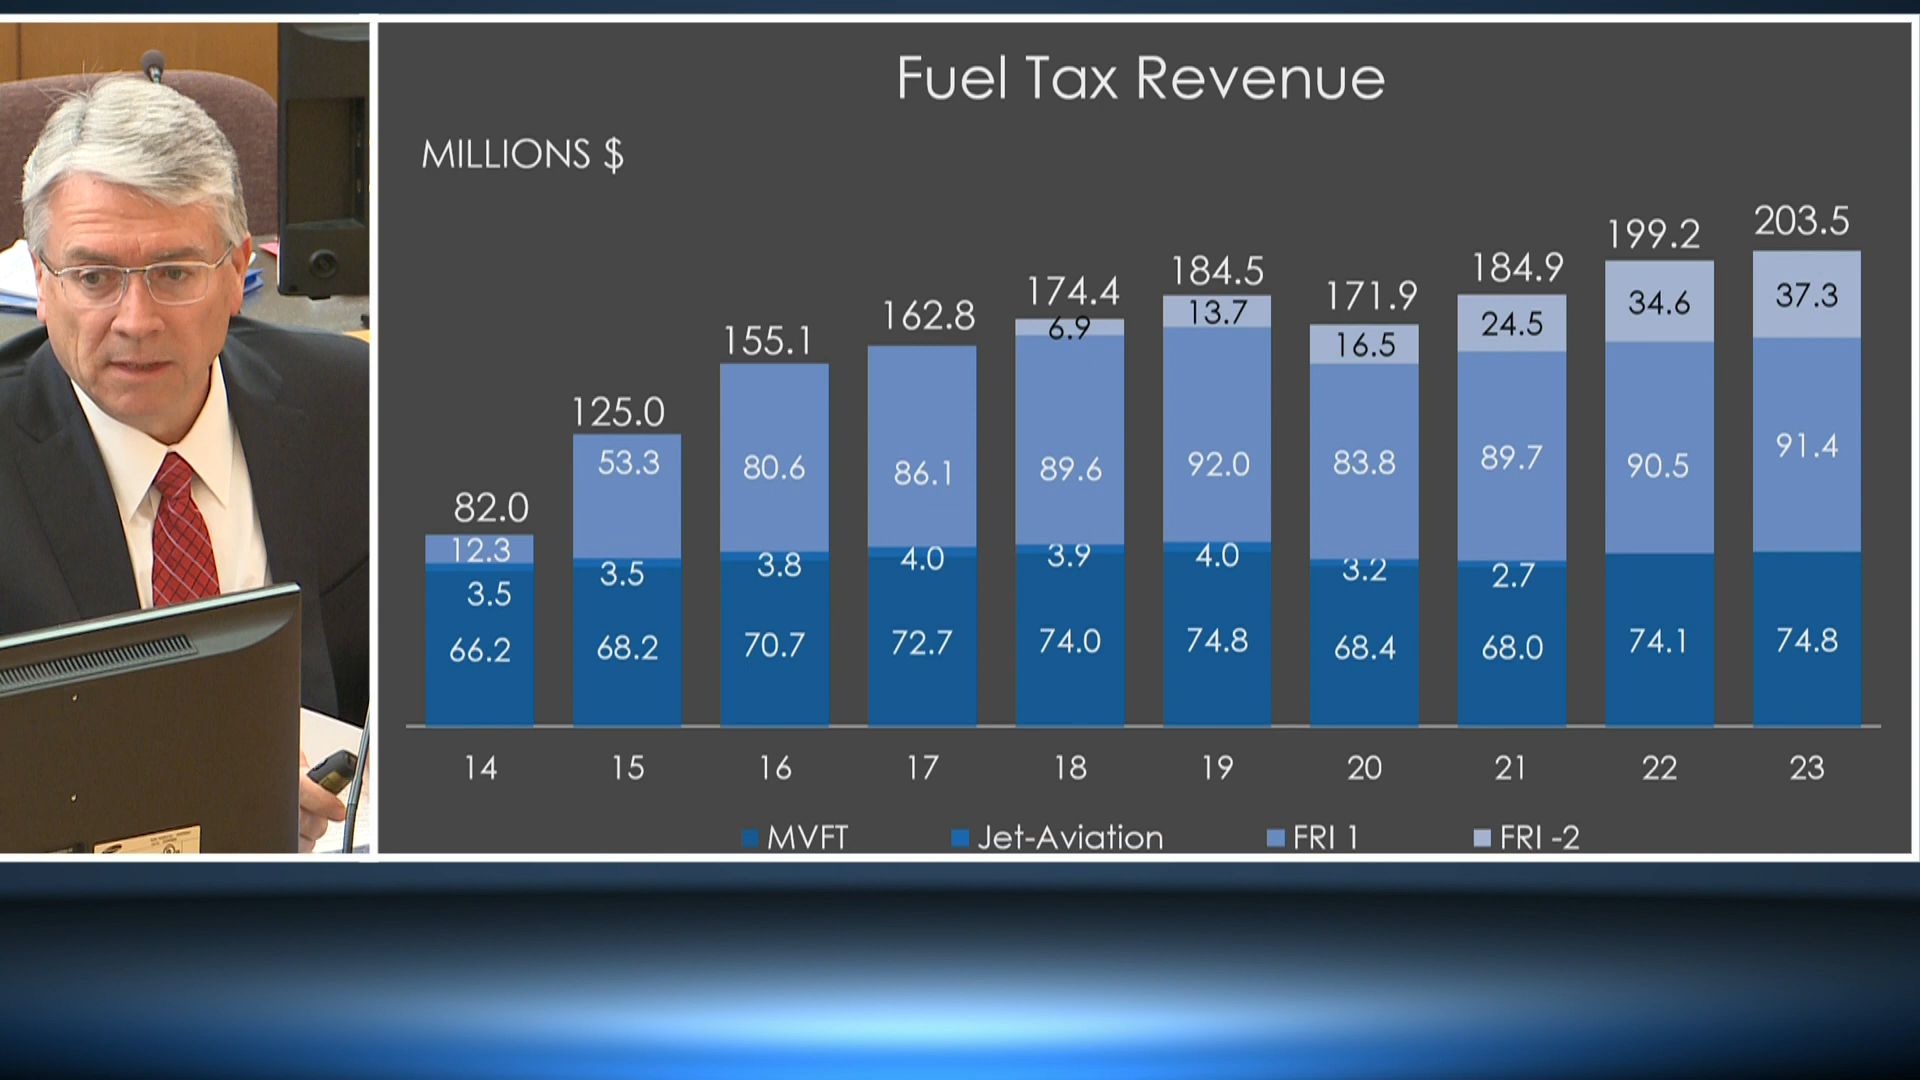 Fuel Tax Revenue
MILLIONS $
82.0 125.0 155.1 162.8 174.4 184.5 171.9 184.9 199.2 203.5
6.9 13.7 16.5 24.5 34.6 37.3
12.3 53.3 80.6 86.1 89.6 92.0 83.8 89.7 90.5 91.4
3.5 3.5 3.8 4.0 3.9 4.0 3.2 2.7
66.2 68.2 70.7 72.7 74.0 74.8 68.4 68.0 74.1 74.8
14 15 16 17 18 19 20 21 22 23
MVFT Jet-Aviation FRI 1 FRI -2